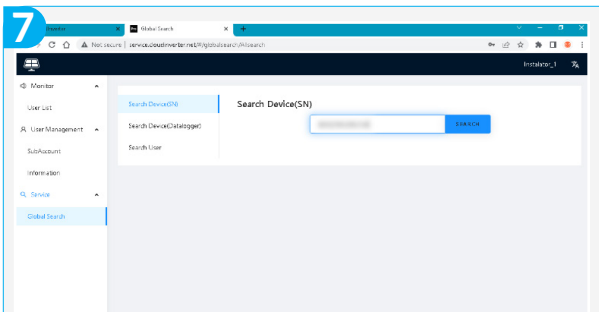 7
Global Search
Not secure | service.cloudinverter.net/#/globalsearch/Allsearch
Instalator_1
Monitor
User List
User Management
SubAccount
Information
Service
Global Search
Search Device(SN)
Search Device(Datalogger)
Search User
Search Device(SN)
SEARCH